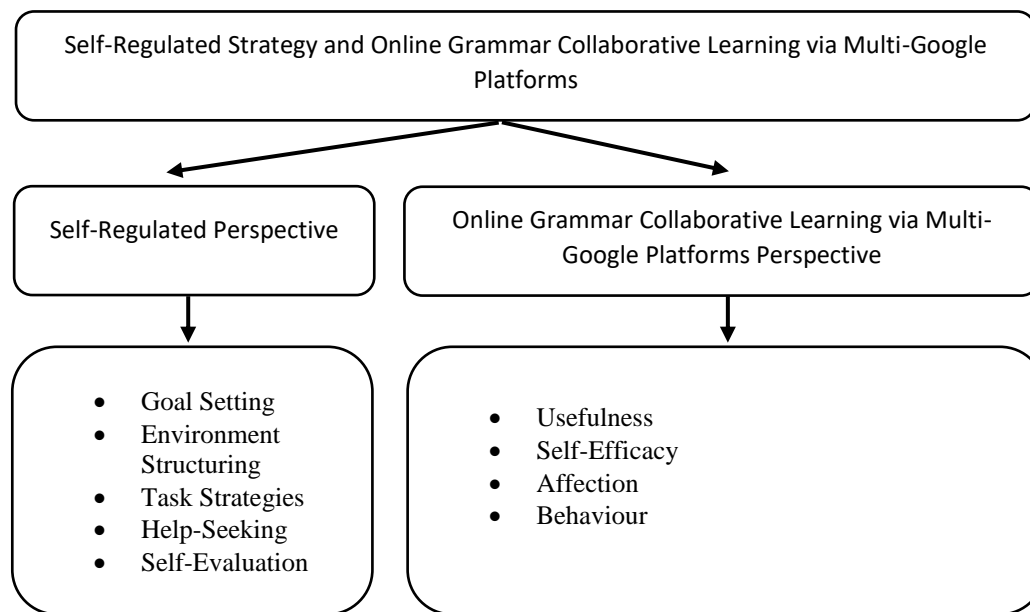 Self-Regulated Strategy and Online Grammar Collaborative Learning via Multi-Google
Platforms
Self-Regulated Perspective
Online Grammar Collaborative Learning via Multi-
Google Platforms Perspective
• Goal Setting
• Environment
Structuring
• Task Strategies
• Help-Seeking
• Self-Evaluation
• Usefulness
• Self-Efficacy
• Affection
• Behaviour